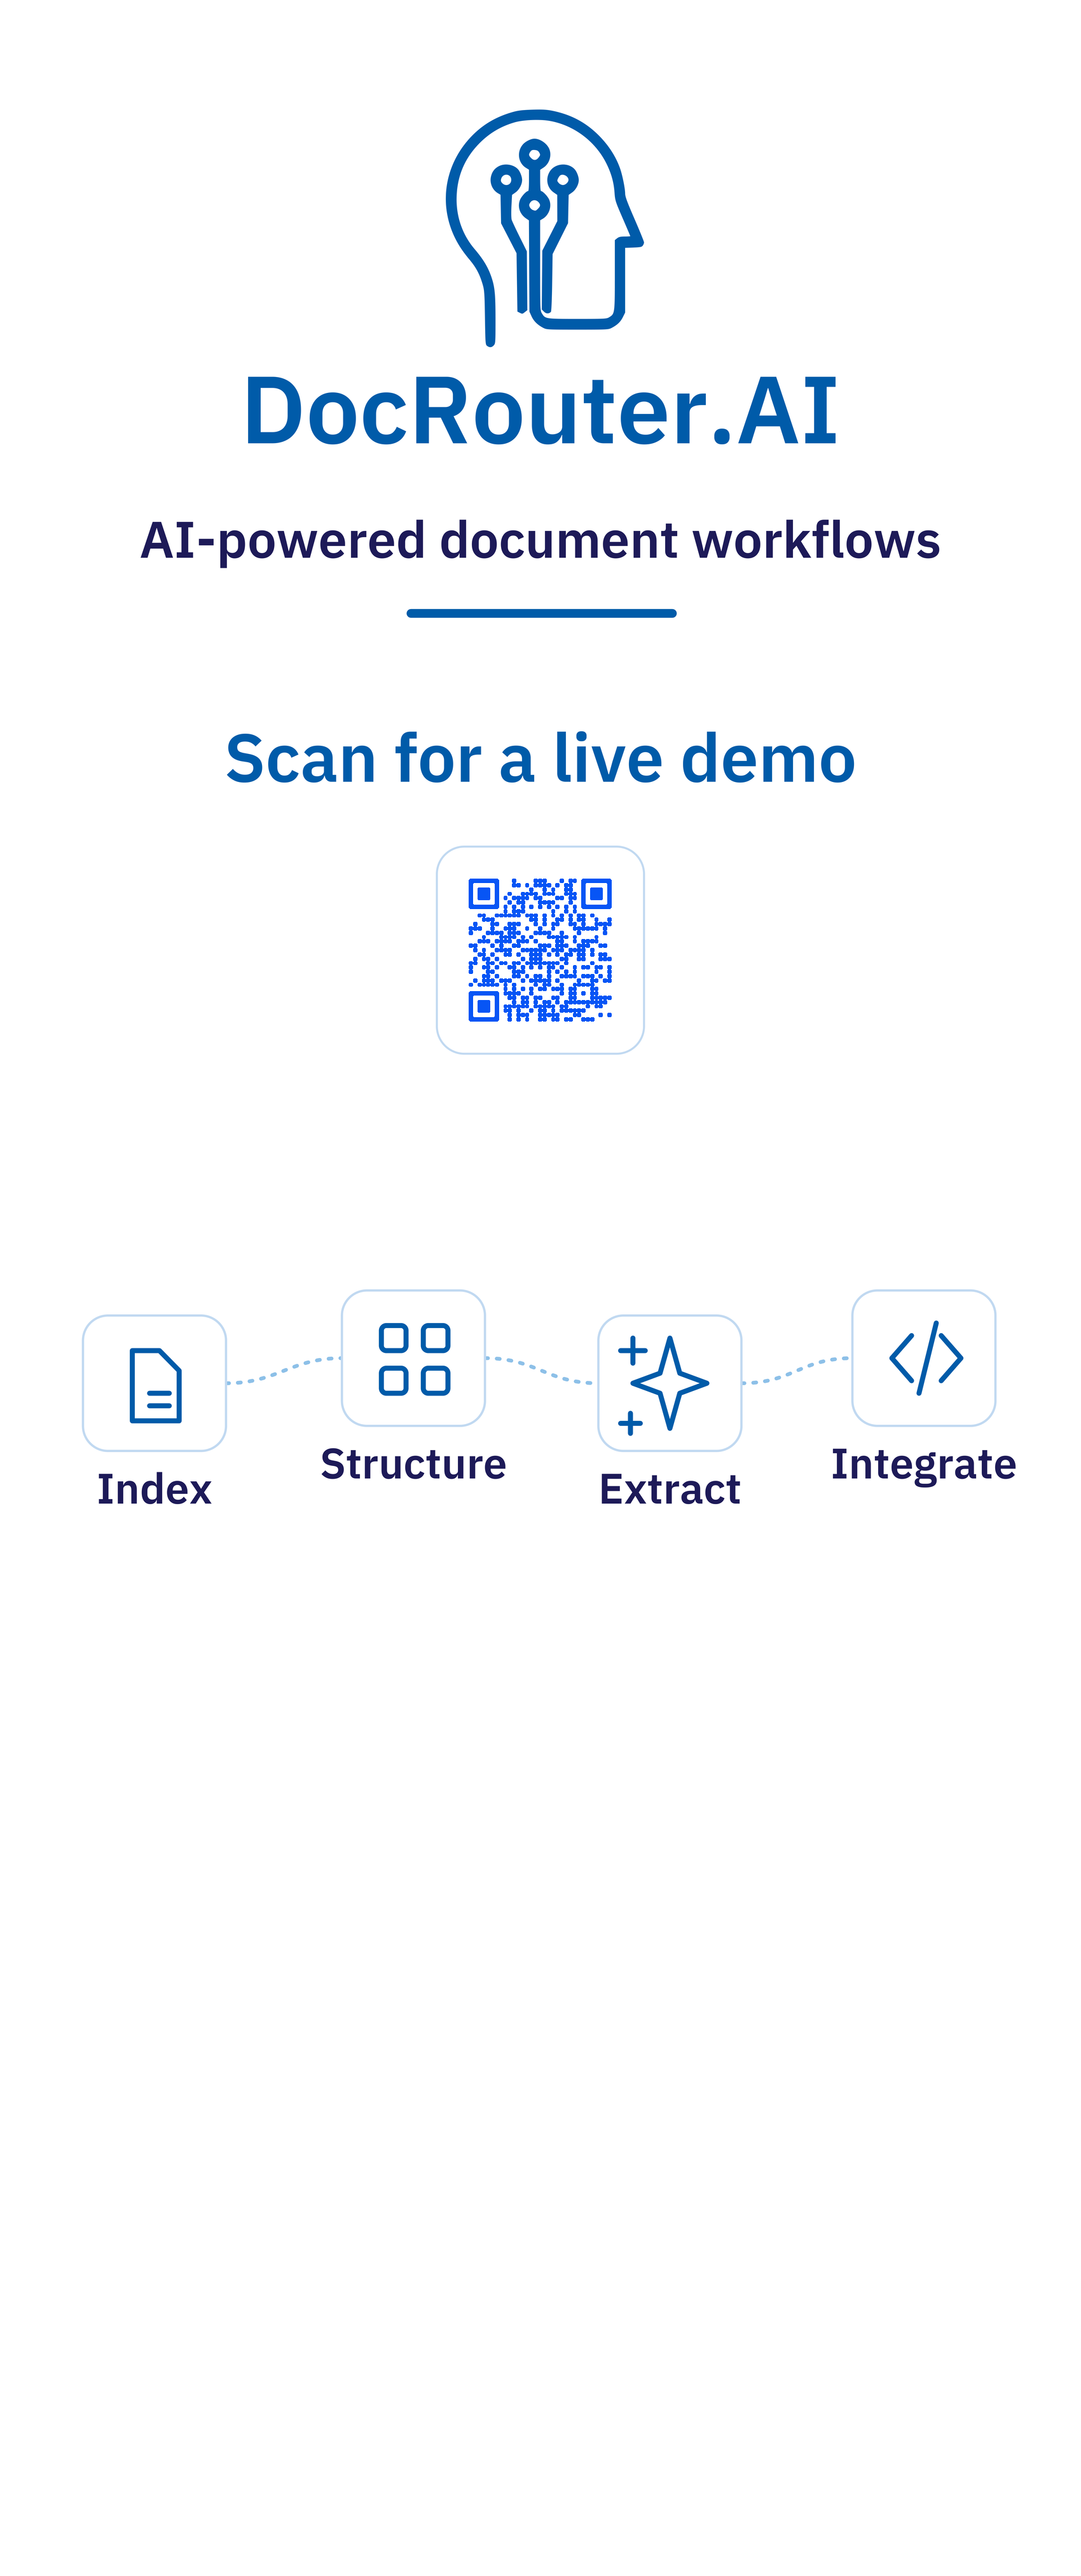 DocRouter.AI
AI-powered document workflows
Scan for a live demo
Index
Structure
Extract
Integrate